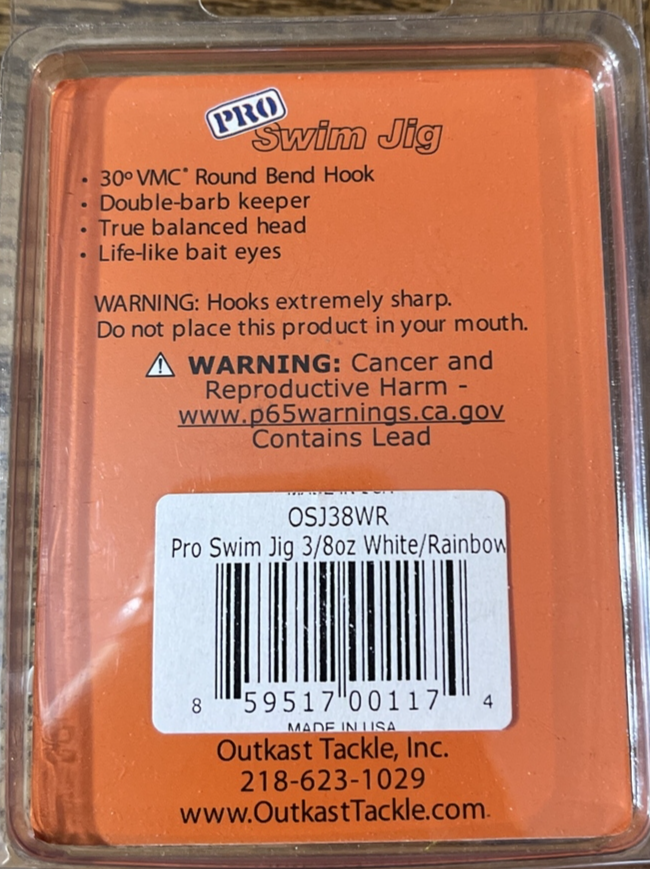 PRO
Swim Jig
• 30º VMC® Round Bend Hook
• Double-barb keeper
• True balanced head
• Life-like bait eyes
WARNING: Hooks extremely sharp.
Do not place this product in your mouth.
⚠ WARNING: Cancer and
Reproductive Harm -
www.p65warnings.ca.gov
Contains Lead
OSJ38WR
Pro Swim Jig 3/8oz White/Rainbow
8 59517 00117 4
MADE IN USA
Outkast Tackle, Inc.
218-623-1029
www.OutkastTackle.com